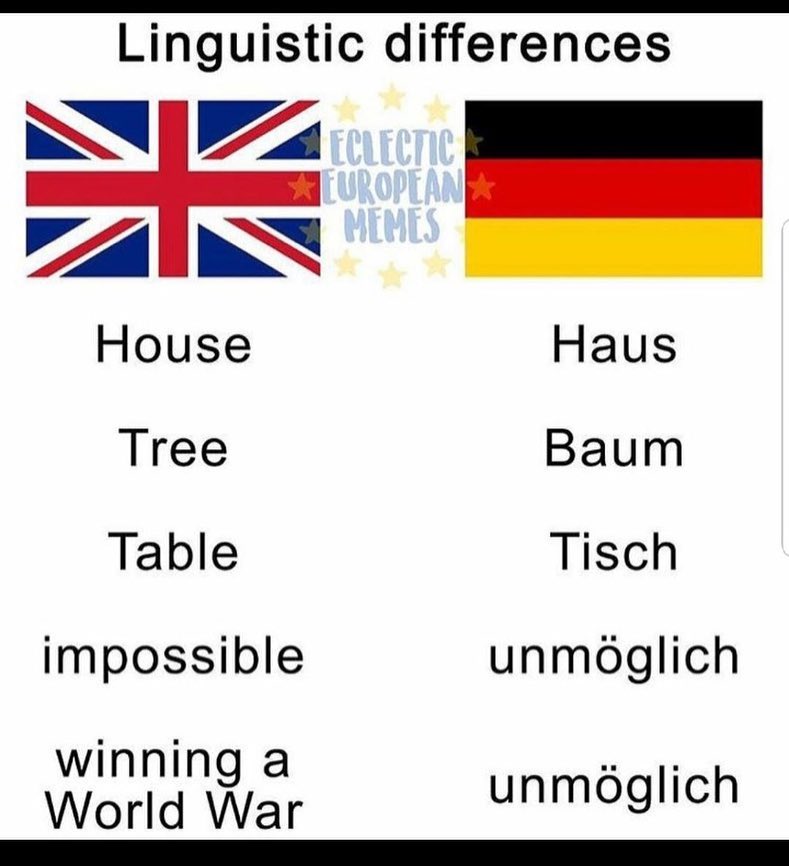 Linguistic differences
ECLECTIC
EUROPEAN
MEMES
House Haus
Tree Baum
Table Tisch
impossible unmöglich
winning a
World War unmöglich